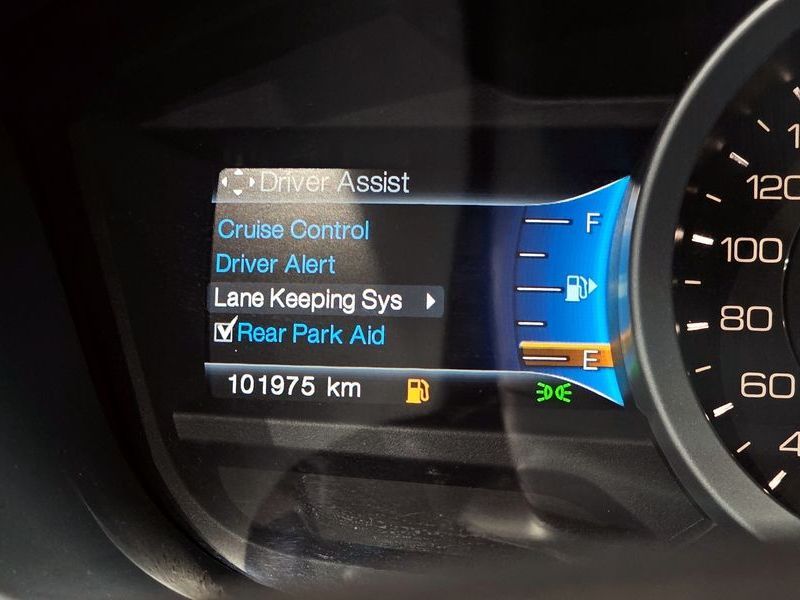 Driver Assist
Cruise Control
Driver Alert
Lane Keeping Sys
Rear Park Aid
101975 km
F
E
120
100
80
60